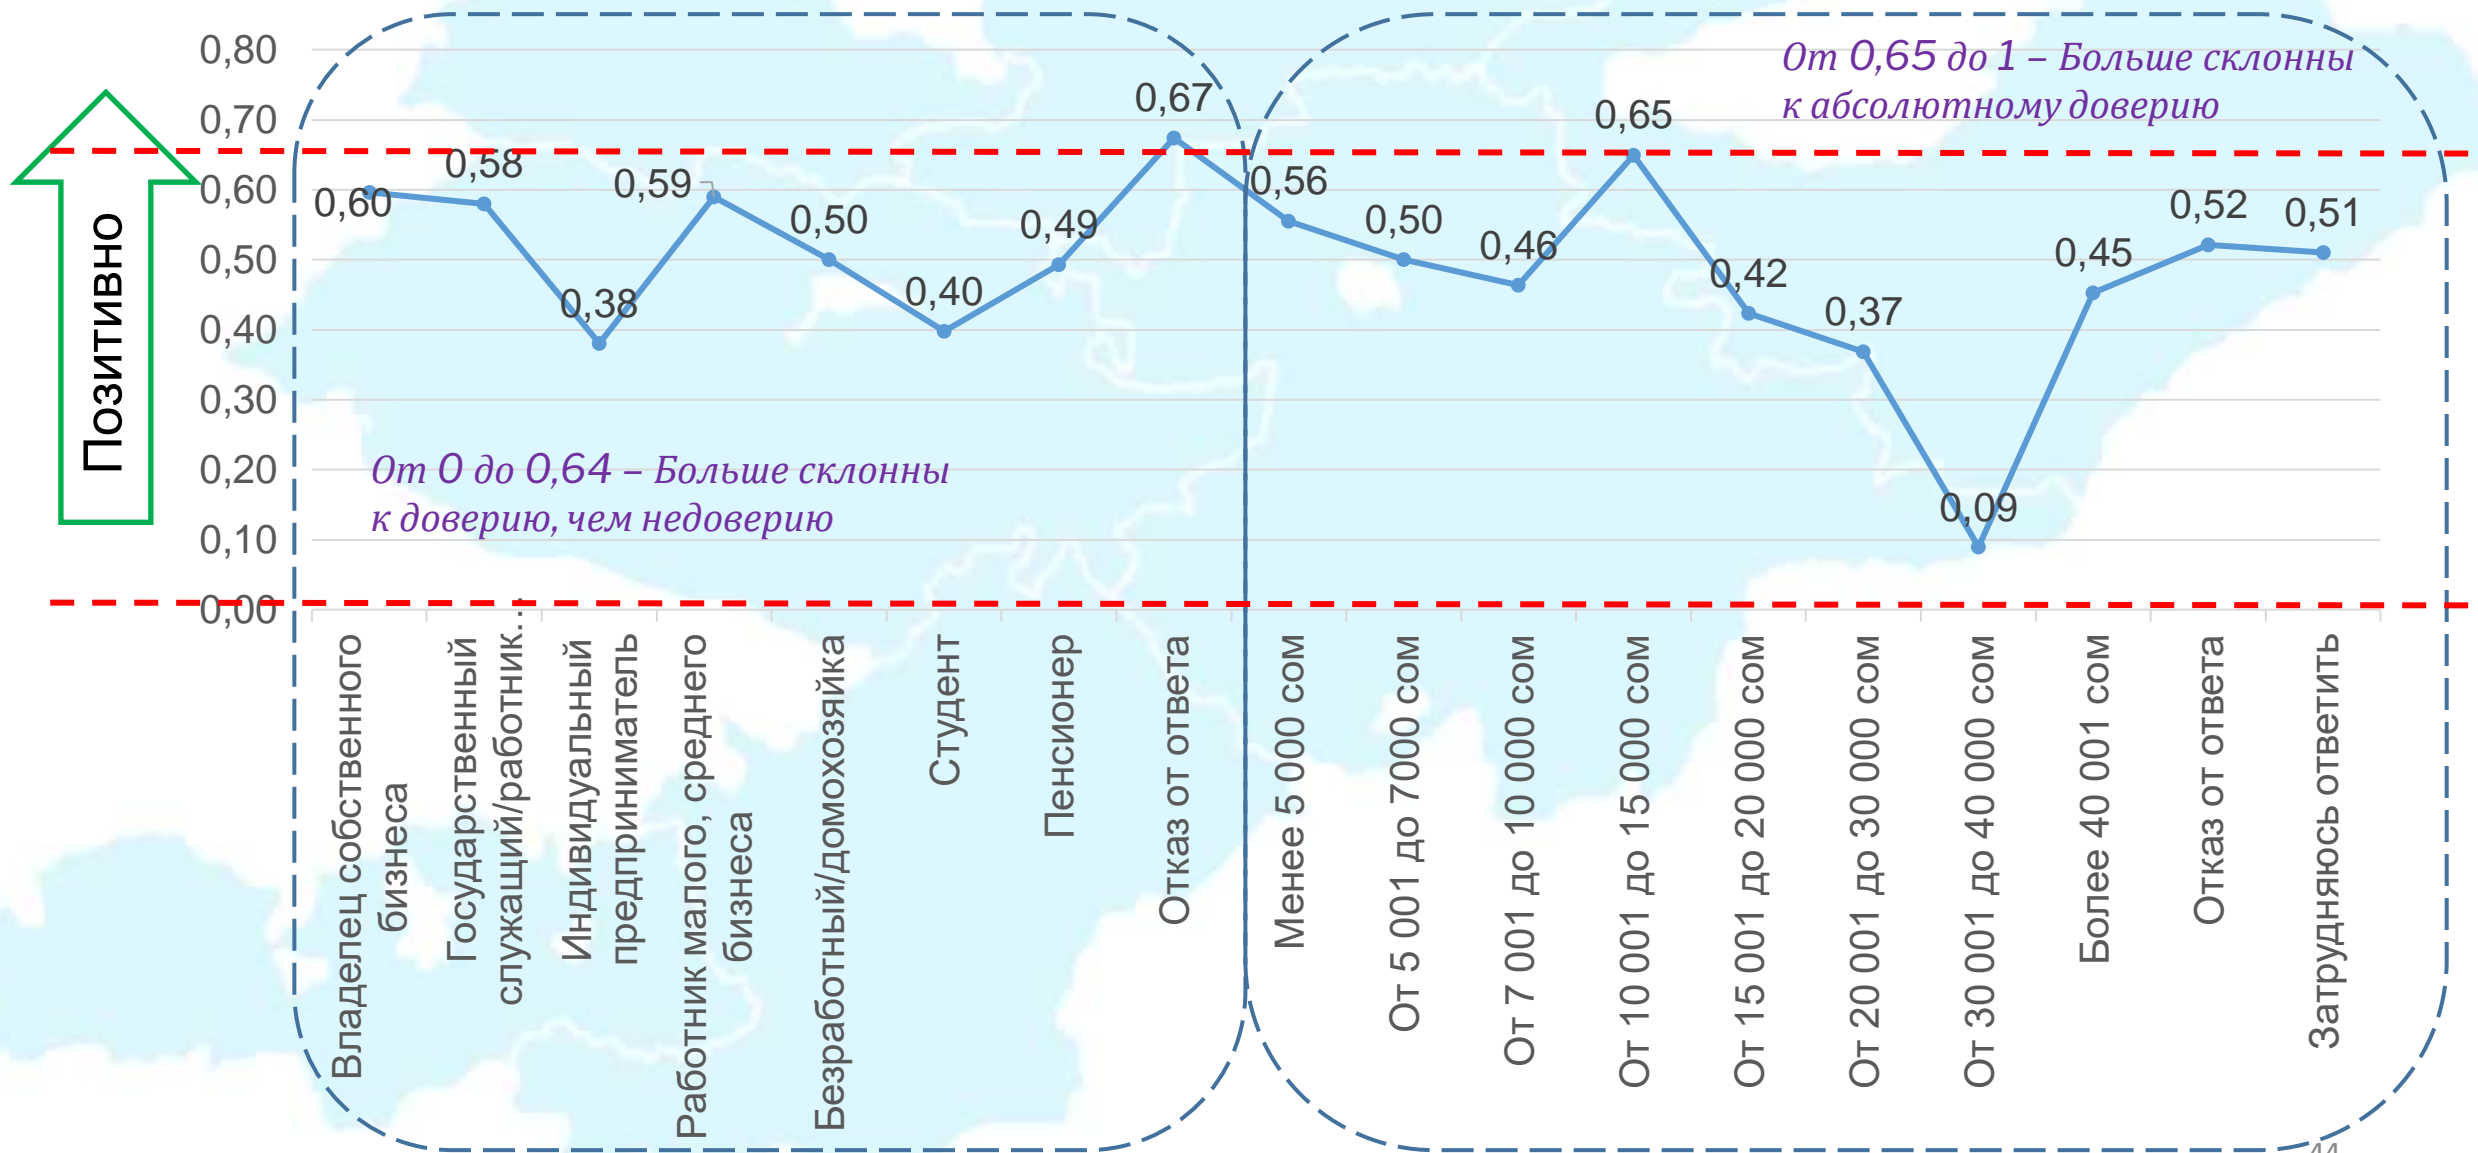 0,80
0,70
0,60
0,50
0,40
0,30
0,20
0,10
0,00
Позитивно
От 0,65 до 1 – Больше склонны
к абсолютному доверию
От 0 до 0,64 – Больше склонны
к доверию, чем недоверию
0,60
0,58
0,38
0,59
0,50
0,40
0,49
0,67
0,56
0,50
0,46
0,65
0,42
0,37
0,09
0,45
0,52
0,51
Владелец собственного
бизнеса
Государственный
служащий/работник…
Индивидуальный
предприниматель
Работник малого, среднего
бизнеса
Безработный/домохозяйка
Студент
Пенсионер
Отказ от ответа
Менее 5 000 сом
От 5 001 до 7000 сом
От 7 001 до 10 000 сом
От 10 001 до 15 000 сом
От 15 001 до 20 000 сом
От 20 001 до 30 000 сом
От 30 001 до 40 000 сом
Более 40 001 сом
Отказ от ответа
Затрудняюсь ответить